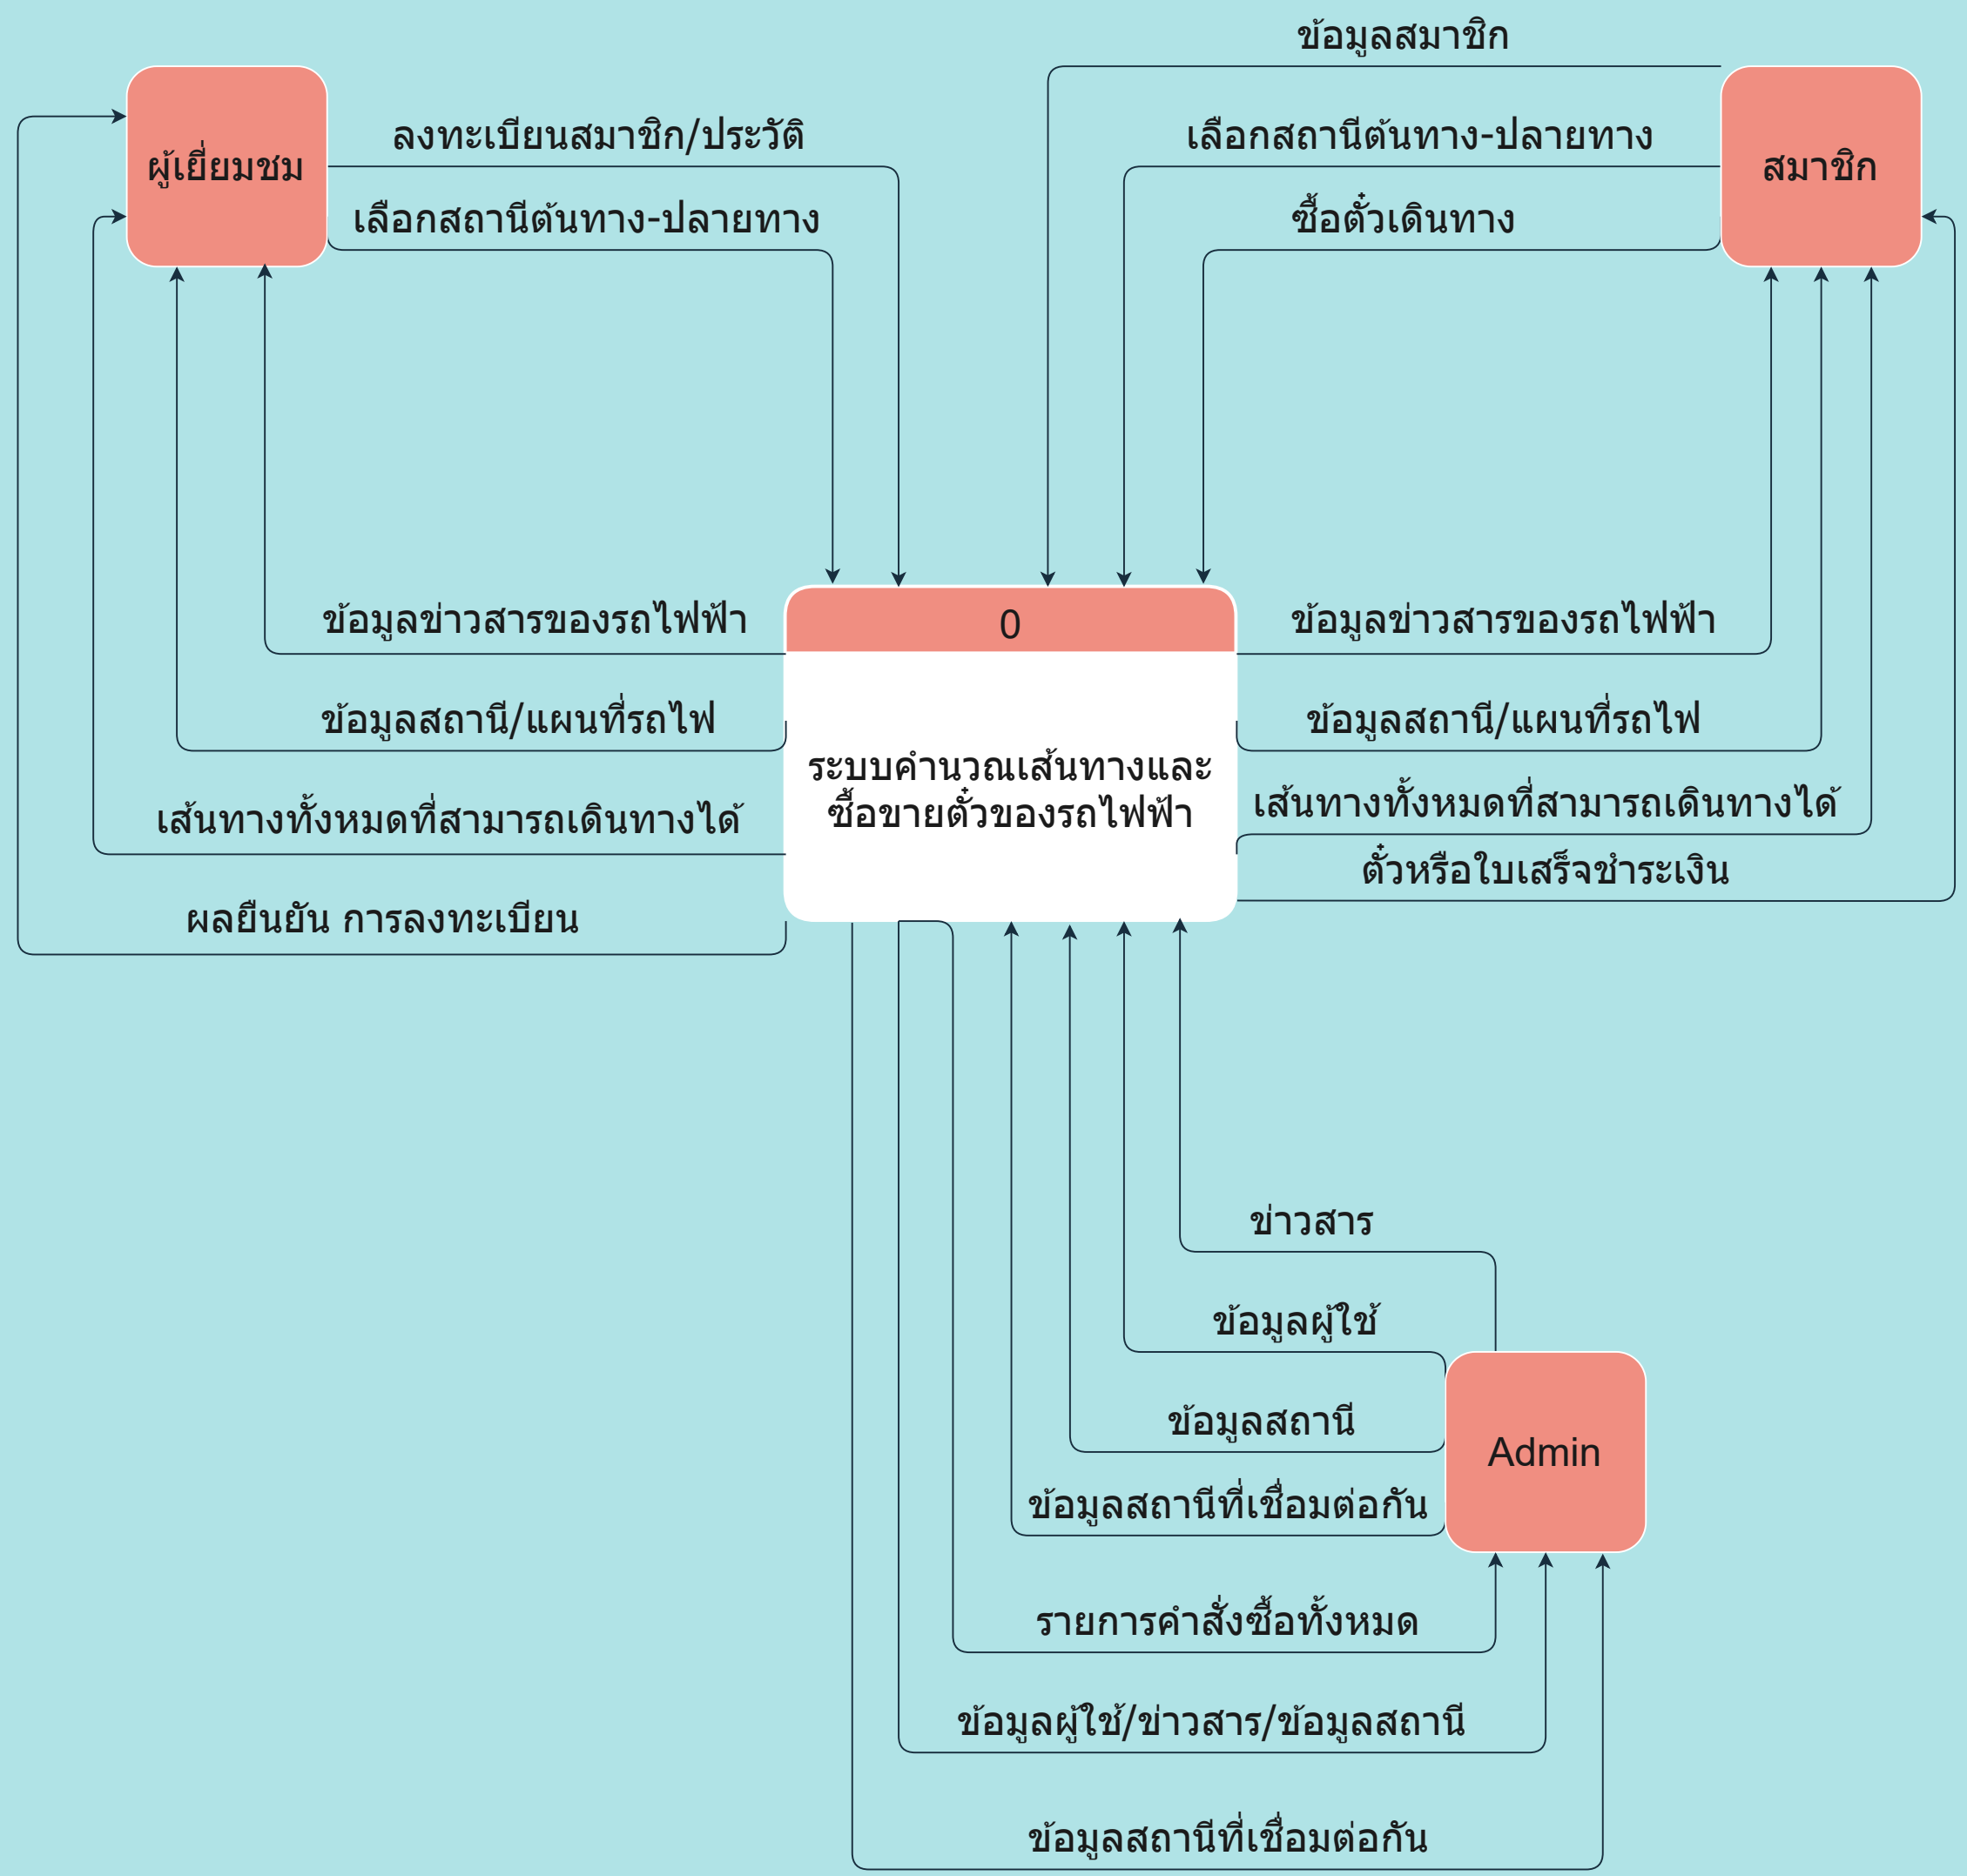 ข้อมูลสมาชิก
ผู้เยี่ยมชม
ลงทะเบียนสมาชิก/ประวัติ
เลือกสถานีต้นทาง-ปลายทาง
สมาชิก
เลือกสถานีต้นทาง-ปลายทาง
ซื้อตั๋วเดินทาง
0
ข้อมูลข่าวสารของรถไฟฟ้า
ข้อมูลข่าวสารของรถไฟฟ้า
ข้อมูลสถานี/แผนที่รถไฟ
ข้อมูลสถานี/แผนที่รถไฟ
ระบบคำนวณเส้นทางและ
ซื้อขายตั๋วของรถไฟฟ้า
เส้นทางทั้งหมดที่สามารถเดินทางได้
เส้นทางทั้งหมดที่สามารถเดินทางได้
ตั๋วหรือใบเสร็จชำระเงิน
ผลยืนยัน การลงทะเบียน
ข่าวสาร
ข้อมูลผู้ใช้
ข้อมูลสถานี
Admin
ข้อมูลสถานีที่เชื่อมต่อกัน
รายการคำสั่งซื้อทั้งหมด
ข้อมูลผู้ใช้/ข่าวสาร/ข้อมูลสถานี
ข้อมูลสถานีที่เชื่อมต่อกัน